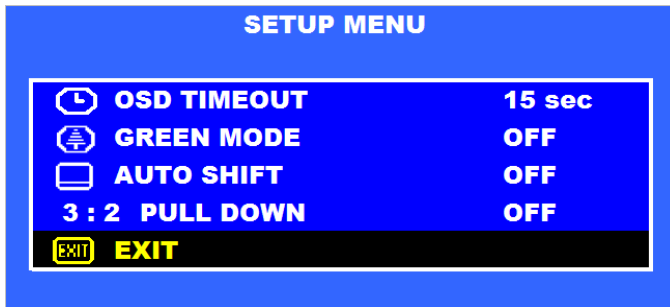 SETUP MENU
OSD TIMEOUT 15 sec
GREEN MODE OFF
AUTO SHIFT OFF
3 : 2 PULL DOWN OFF
EXIT EXIT